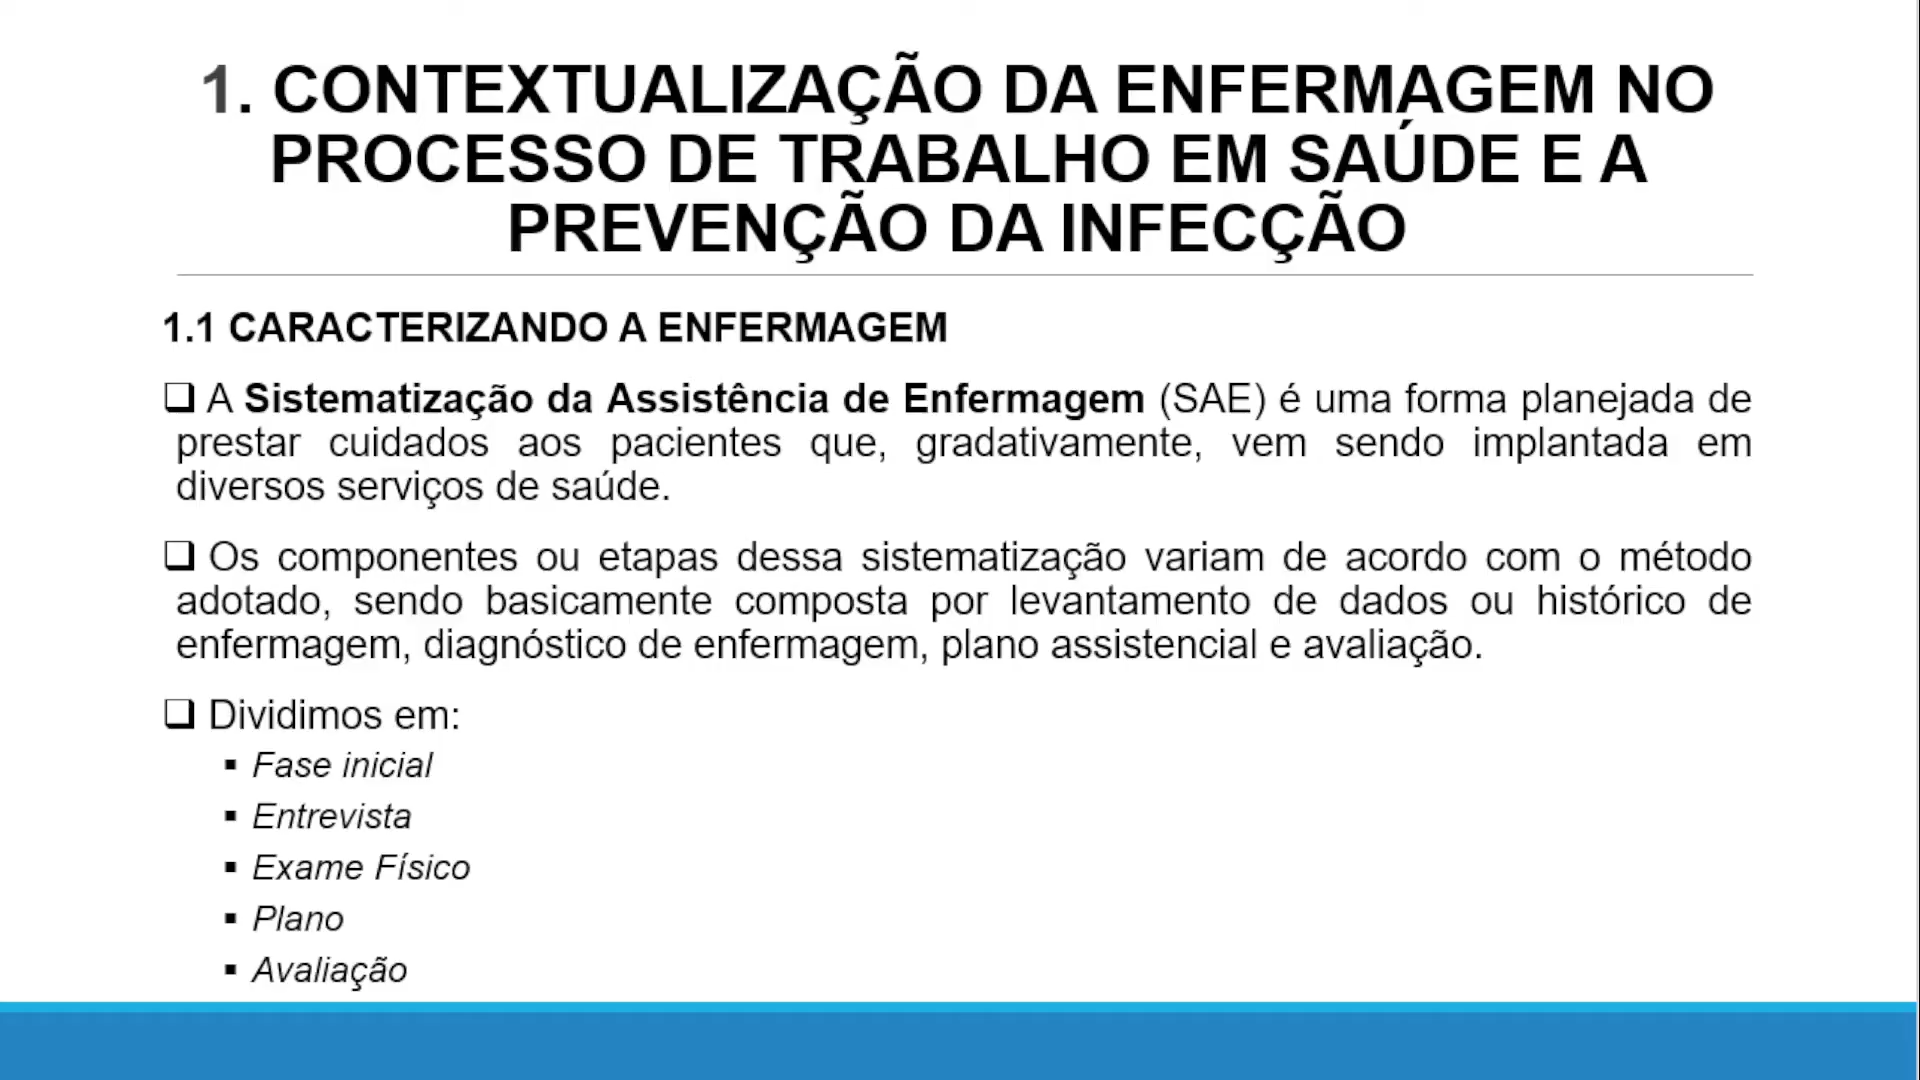 1. CONTEXTUALIZAÇÃO DA ENFERMAGEM NO
PROCESSO DE TRABALHO EM SAÚDE E A
PREVENÇÃO DA INFECÇÃO
1.1 CARACTERIZANDO A ENFERMAGEM
❑ A Sistematização da Assistência de Enfermagem (SAE) é uma forma planejada de
prestar cuidados aos pacientes que, gradativamente, vem sendo implantada em
diversos serviços de saúde.
❑ Os componentes ou etapas dessa sistematização variam de acordo com o método
adotado, sendo basicamente composta por levantamento de dados ou histórico de
enfermagem, diagnóstico de enfermagem, plano assistencial e avaliação.
❑ Dividimos em:
▪ Fase inicial
▪ Entrevista
▪ Exame Físico
▪ Plano
▪ Avaliação